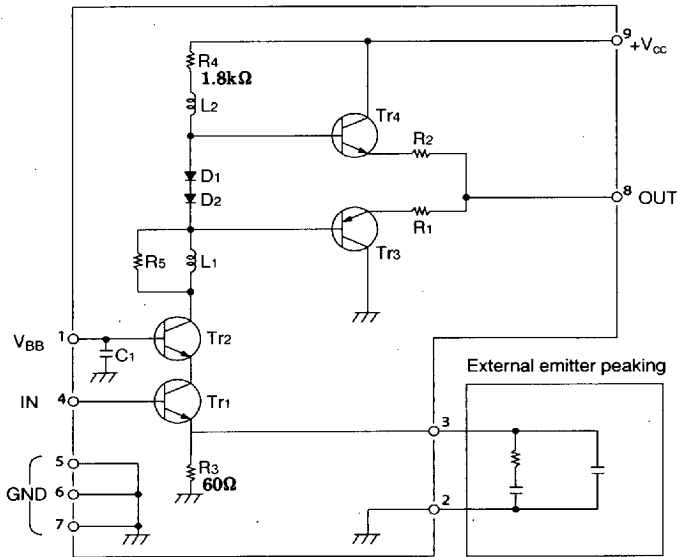 9
+Vcc
R4
1.8kΩ
L2
Tr4
R2
D1
D2
8
OUT
R1
Tr3
R5
L1
1
VBB
C1
Tr2
External emitter peaking
IN
4
Tr1
3
R3
60Ω
5
GND
6
7
2